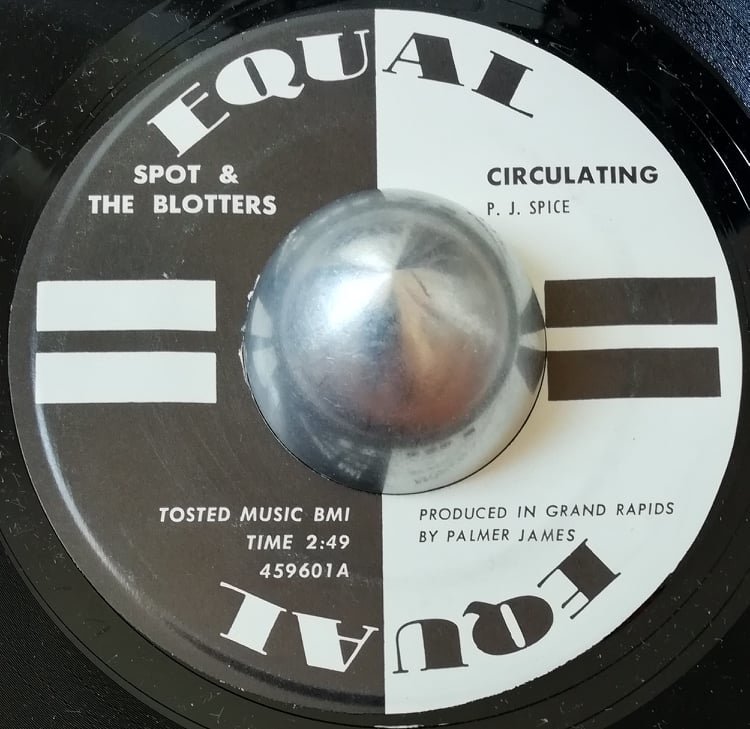 EQUAL
SPOT &
THE BLOTTERS
CIRCULATING
P. J. SPICE
TOSTED MUSIC BMI
TIME 2:49
459601A
PRODUCED IN GRAND RAPIDS
BY PALMER JAMES
EQUAL